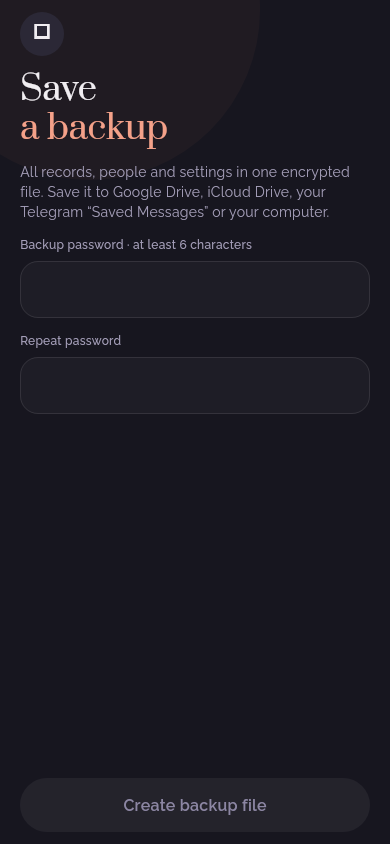 Save
a backup
All records, people and settings in one encrypted
file. Save it to Google Drive, iCloud Drive, your
Telegram “Saved Messages” or your computer.
Backup password · at least 6 characters
Repeat password
Create backup file